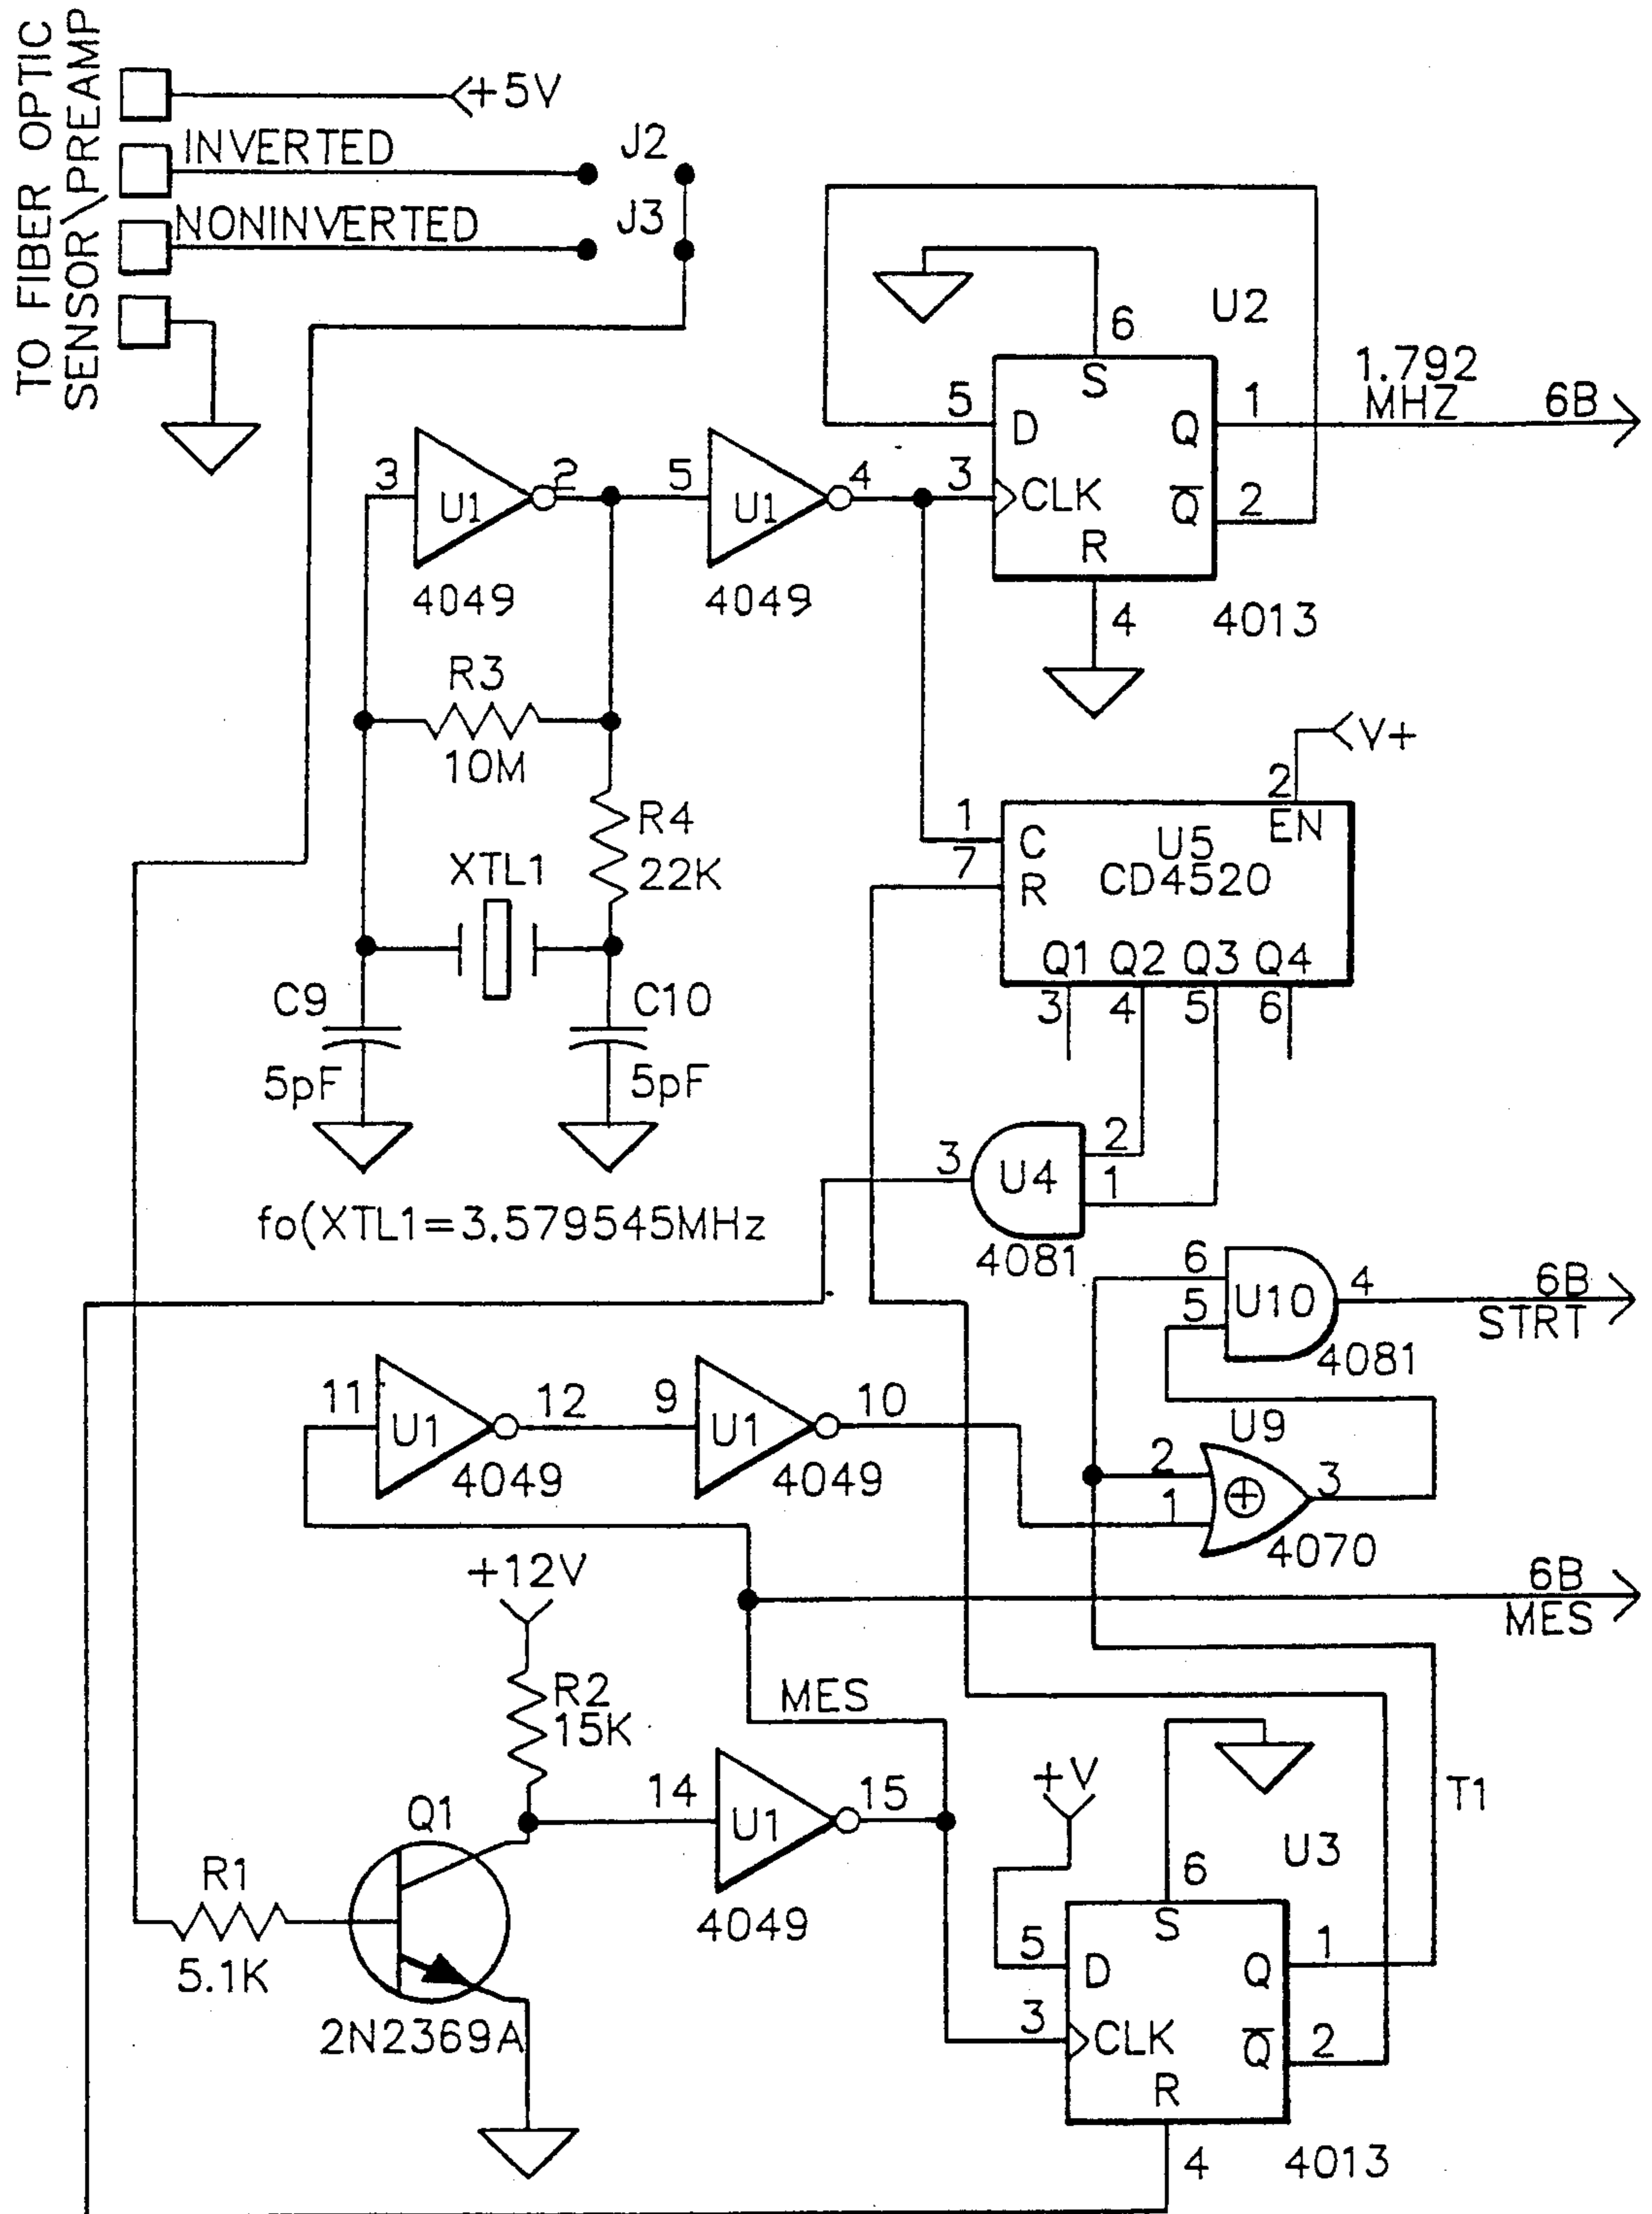 TO FIBER OPTIC
SENSOR\PREAMP
+5V
INVERTED
J2
NONINVERTED
J3
U2
6
S
5
D
Q
1
1.792
MHZ
6B
3
CLK
Q̅
2
R
4
4013
3
U1
2
4049
5
U1
4
4049
R3
10M
R4
22K
XTL1
C9
5pF
C10
5pF
fo(XTL1=3.579545MHz
V+
2
EN
1
C
7
R
U5
CD4520
Q1 Q2 Q3 Q4
3 4 5 6
3
U4
2
1
4081
6
5
U10
4
4081
6B
STRT
11
U1
12
4049
9
U1
10
4049
U9
2
1
3
4070
6B
MES
+12V
R2
15K
MES
14
U1
15
4049
Q1
R1
5.1K
2N2369A
+V
U3
T1
6
S
5
D
Q
1
3
CLK
Q̅
2
R
4
4013